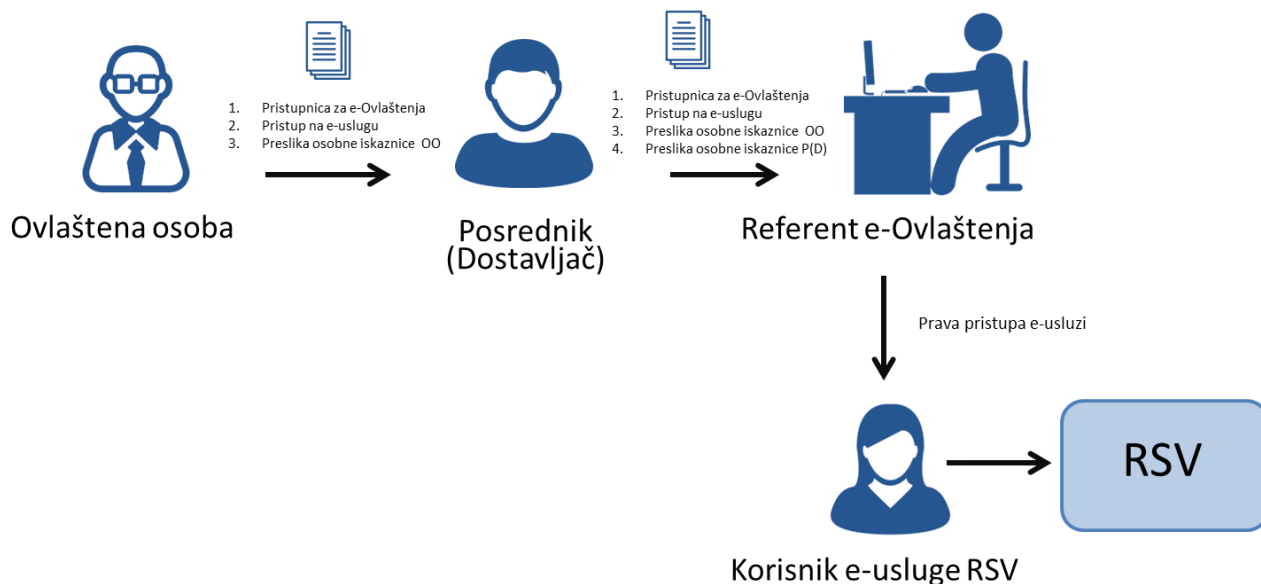 1. Pristupnica za e-Ovlaštenja
2. Pristup na e-uslugu
3. Preslika osobne iskaznice OO
1. Pristupnica za e-Ovlaštenja
2. Pristup na e-uslugu
3. Preslika osobne iskaznice OO
4. Preslika osobne iskaznice P(D)
Ovlaštena osoba
Posrednik
(Dostavljač)
Referent e-Ovlaštenja
Prava pristupa e-usluzi
RSV
Korisnik e-usluge RSV